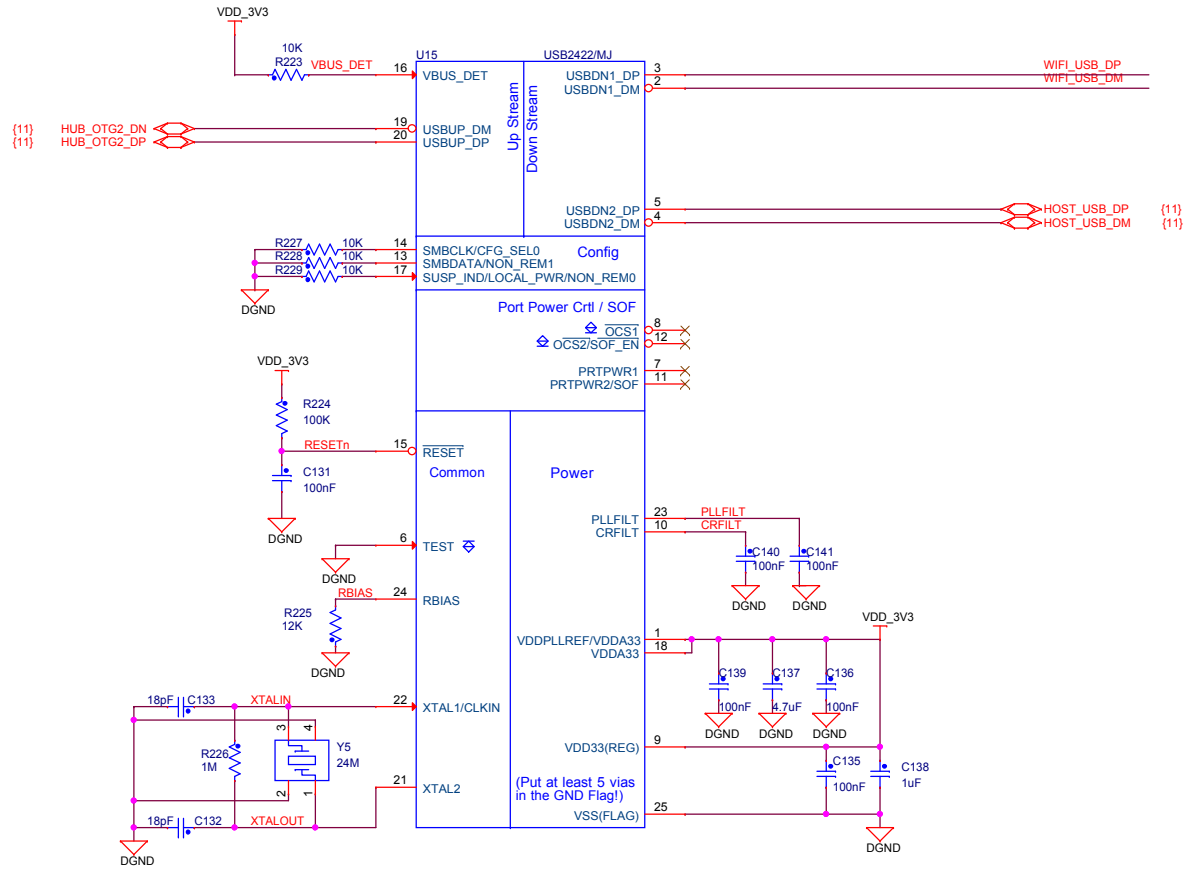 VDD_3V3
10K
R223
VBUS_DET
U15
USB2422/MJ
16
VBUS_DET
USBDN1_DP
3
WIFI_USB_DP
USBDN1_DM
2
WIFI_USB_DM
Up Stream
Down Stream
{11}
HUB_OTG2_DN
19
USBUP_DM
{11}
HUB_OTG2_DP
20
USBUP_DP
USBDN2_DP
5
HOST_USB_DP
{11}
USBDN2_DM
4
HOST_USB_DM
{11}
R227
10K
14
SMBCLK/CFG_SEL0
Config
R228
10K
13
SMBDATA/NON_REM1
R229
10K
17
SUSP_IND/LOCAL_PWR/NON_REM0
DGND
Port Power Crtl / SOF
OCS1
8
OCS2/SOF_EN
12
PRTPWR1
7
PRTPWR2/SOF
11
VDD_3V3
R224
100K
RESETn
15
RESET
Common
Power
C131
100nF
DGND
PLLFILT
23
PLLFILT
CRFILT
10
CRFILT
6
TEST
DGND
C140
100nF
C141
100nF
DGND
DGND
RBIAS
24
RBIAS
R225
12K
DGND
VDD_3V3
VDDPLLREF/VDDA33
1
VDDA33
18
C139
100nF
C137
4.7uF
C136
100nF
DGND
DGND
DGND
18pF
C133
XTALIN
22
XTAL1/CLKIN
3
4
R226
1M
Y5
24M
2
1
VDD33(REG)
9
C135
100nF
C138
1uF
21
XTAL2
(Put at least 5 vias
in the GND Flag!)
VSS(FLAG)
25
18pF
C132
XTALOUT
DGND
DGND